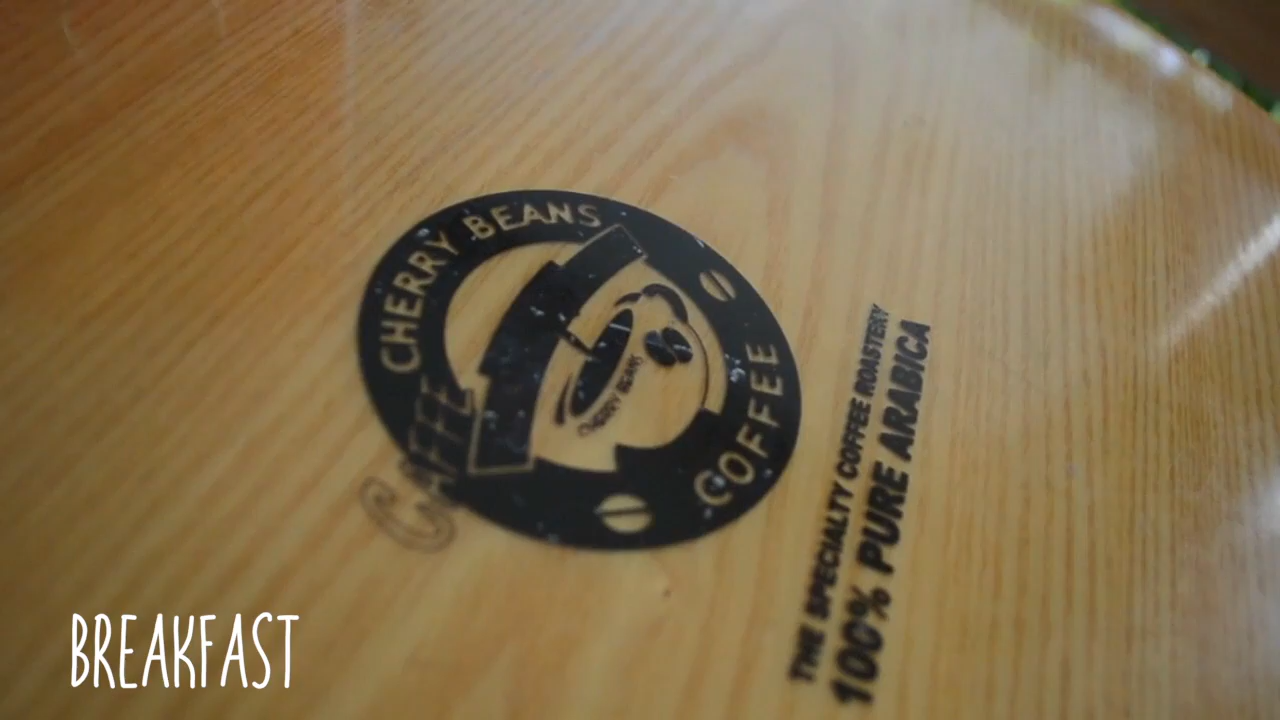 CHERRY BEANS
COFFEE
CAFFE
CHERRY BEANS
THE SPECIALTY COFFEE ROASTERY
100% PURE ARABICA
BREAKFAST